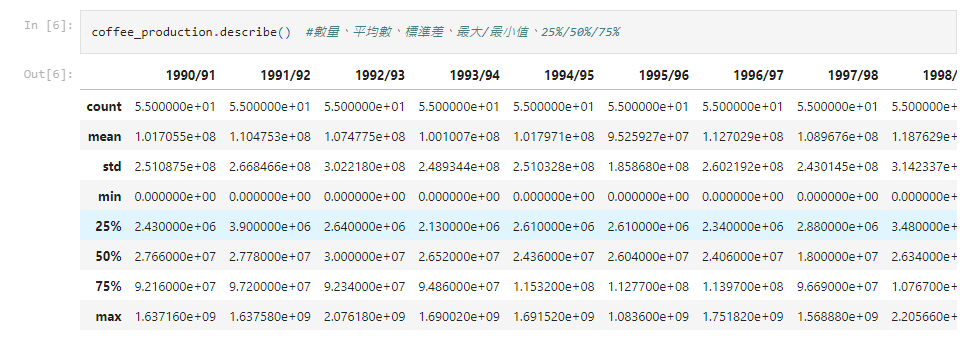 In [6]: coffee_production.describe()  #數量、平均數、標準差、最大/最小值、25%/50%/75%
Out[6]:
1990/91 1991/92 1992/93 1993/94 1994/95 1995/96 1996/97 1997/98 1998/
count 5.500000e+01 5.500000e+01 5.500000e+01 5.500000e+01 5.500000e+01 5.500000e+01 5.500000e+01 5.500000e+01 5.500000e+
mean 1.017055e+08 1.104753e+08 1.074775e+08 1.001007e+08 1.017971e+08 9.525927e+07 1.127029e+08 1.089676e+08 1.187629e+
std 2.510875e+08 2.668466e+08 3.022180e+08 2.489344e+08 2.510328e+08 1.858680e+08 2.602192e+08 2.430145e+08 3.142337e+
min 0.000000e+00 0.000000e+00 0.000000e+00 0.000000e+00 0.000000e+00 0.000000e+00 0.000000e+00 0.000000e+00 0.000000e+
25% 2.430000e+06 3.900000e+06 2.640000e+06 2.130000e+06 2.610000e+06 2.610000e+06 2.340000e+06 2.880000e+06 3.480000e+
50% 2.766000e+07 2.778000e+07 3.000000e+07 2.652000e+07 2.436000e+07 2.604000e+07 2.406000e+07 1.800000e+07 2.634000e+
75% 9.216000e+07 9.720000e+07 9.234000e+07 9.486000e+07 1.153200e+08 1.127700e+08 1.139700e+08 9.669000e+07 1.076700e+
max 1.637160e+09 1.637580e+09 2.076180e+09 1.690020e+09 1.691520e+09 1.083600e+09 1.751820e+09 1.568880e+09 2.205660e+